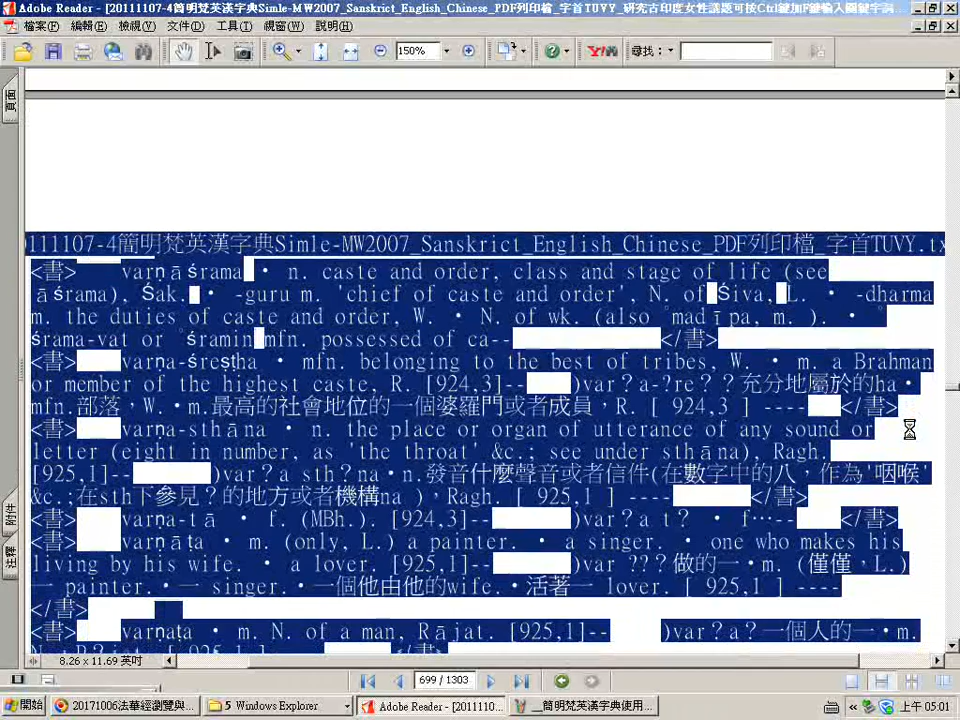 Adobe Reader - [20111107-4簡明梵英漢字典Simle-MW2007_Sanskrict_English_Chinese_PDF列印檔_字首TUVY_研究古印度女性議題可按Ctrl鍵加F鍵輸入關鍵字詞...
檔案(F) 編輯(E) 檢視(V) 文件(D) 工具(T) 視窗(W) 說明(H)
150% Y!MS 尋找:
頁面
)111107-4簡明梵英漢字典Simle-MW2007_Sanskrict_English_Chinese_PDF列印檔_字首TUVY.tx
<書> varṇāśrama • n. caste and order, class and stage of life (see
āśrama), Śak. • -guru m. 'chief of caste and order', N. of Śiva, L. • -dharma
m. the duties of caste and order, W. • N. of wk. (also °madīpa, m. ). • °
śrama-vat or °śramin mfn. possessed of ca-- </書>
<書> varṇa-śreṣṭha • mfn. belonging to the best of tribes, W. • m. a Brahman
or member of the highest caste, R. [924,3]-- )var？a-?re？？充分地屬於的ha•
mfn.部落，W.•m.最高的社會地位的一個婆羅門或者成員，R. [ 924,3 ] ---- </書>
<書> varṇa-sthāna • n. the place or organ of utterance of any sound or
letter (eight in number, as 'the throat' &c.; see under sthāna), Ragh.
[925,1]-- )var？a sth？na•n.發音什麼聲音或者信件(在數字中的八，作為'咽喉'
&c.;在sth下參見？的地方或者機構na )，Ragh. [ 925,1 ] ---- </書>
<書> varṇa-tā • f. (MBh.). [924,3]-- )var？a t？ • f…-- </書>
<書> varṇāṭa • m. (only, L.) a painter. • a singer. • one who makes his
living by his wife. • a lover. [925,1]-- )var ???做的一•m. (僅僅，L.)
一 painter.•一 singer.•一個他由他的wife.•活著一 lover. [ 925,1 ] ----
</書>
<書> varṇaṭa • m. N. of a man, Rājat. [925,1]-- )var？a？一個人的一•m.
附件
註釋
8.26 x 11.69 英吋
699 / 1303
開始 20171006法華經瀏覽與... 5 Windows Explorer Adobe Reader - [2010... __簡明梵英漢字典使用... 上午 05:01